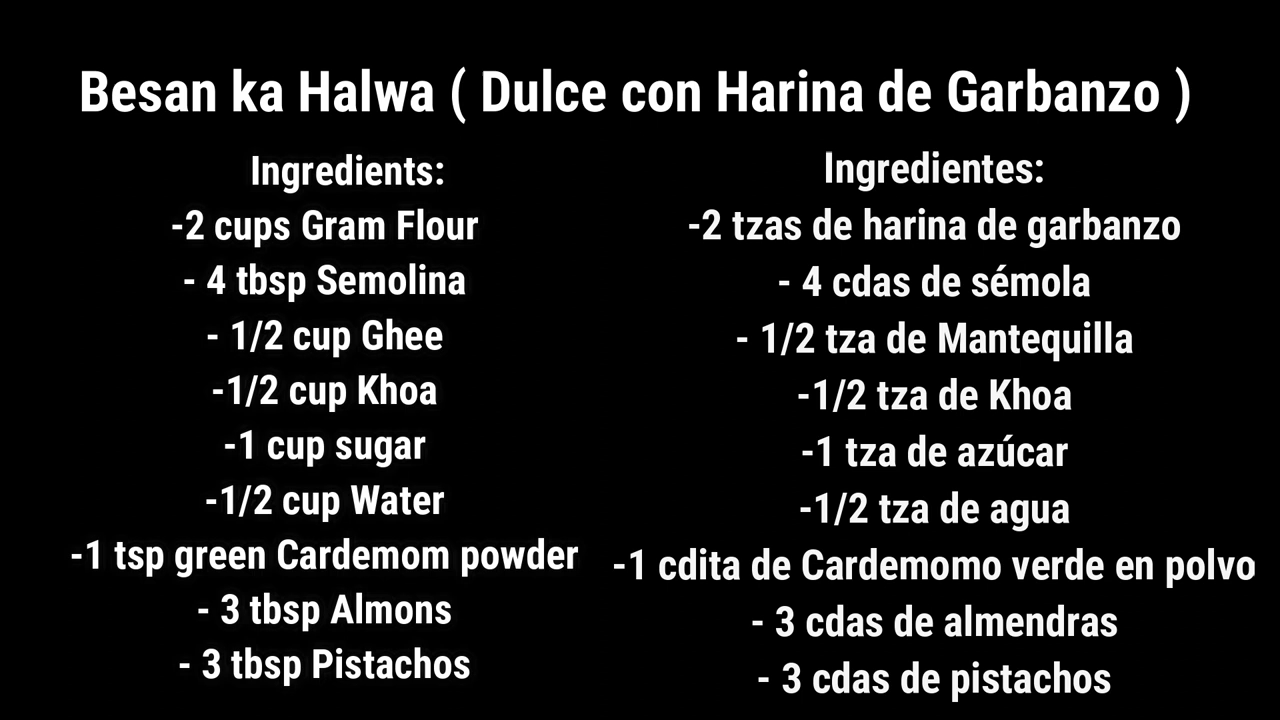 Besan ka Halwa ( Dulce con Harina de Garbanzo )
Ingredients:
-2 cups Gram Flour
- 4 tbsp Semolina
- 1/2 cup Ghee
-1/2 cup Khoa
-1 cup sugar
-1/2 cup Water
-1 tsp green Cardemom powder
- 3 tbsp Almons
- 3 tbsp Pistachos
Ingredientes:
-2 tzas de harina de garbanzo
- 4 cdas de sémola
- 1/2 tza de Mantequilla
-1/2 tza de Khoa
-1 tza de azúcar
-1/2 tza de agua
-1 cdita de Cardemomo verde en polvo
- 3 cdas de almendras
- 3 cdas de pistachos